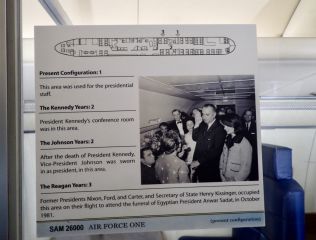 3 1
2
Present Configuration: 1
This area was used for the presidential
staff.
The Kennedy Years: 2
President Kennedy's conference room
was in this area.
The Johnson Years: 2
After the death of President Kennedy,
Vice-President Johnson was sworn
in as president, in this area.
The Reagan Years: 3
Former Presidents Nixon, Ford, and Carter, and Secretary of State Henry Kissinger, occupied
this area on their flight to attend the funeral of Egyptian President Anwar Sadat, in October
1981.
SAM 26000 AIR FORCE ONE (present configuration)